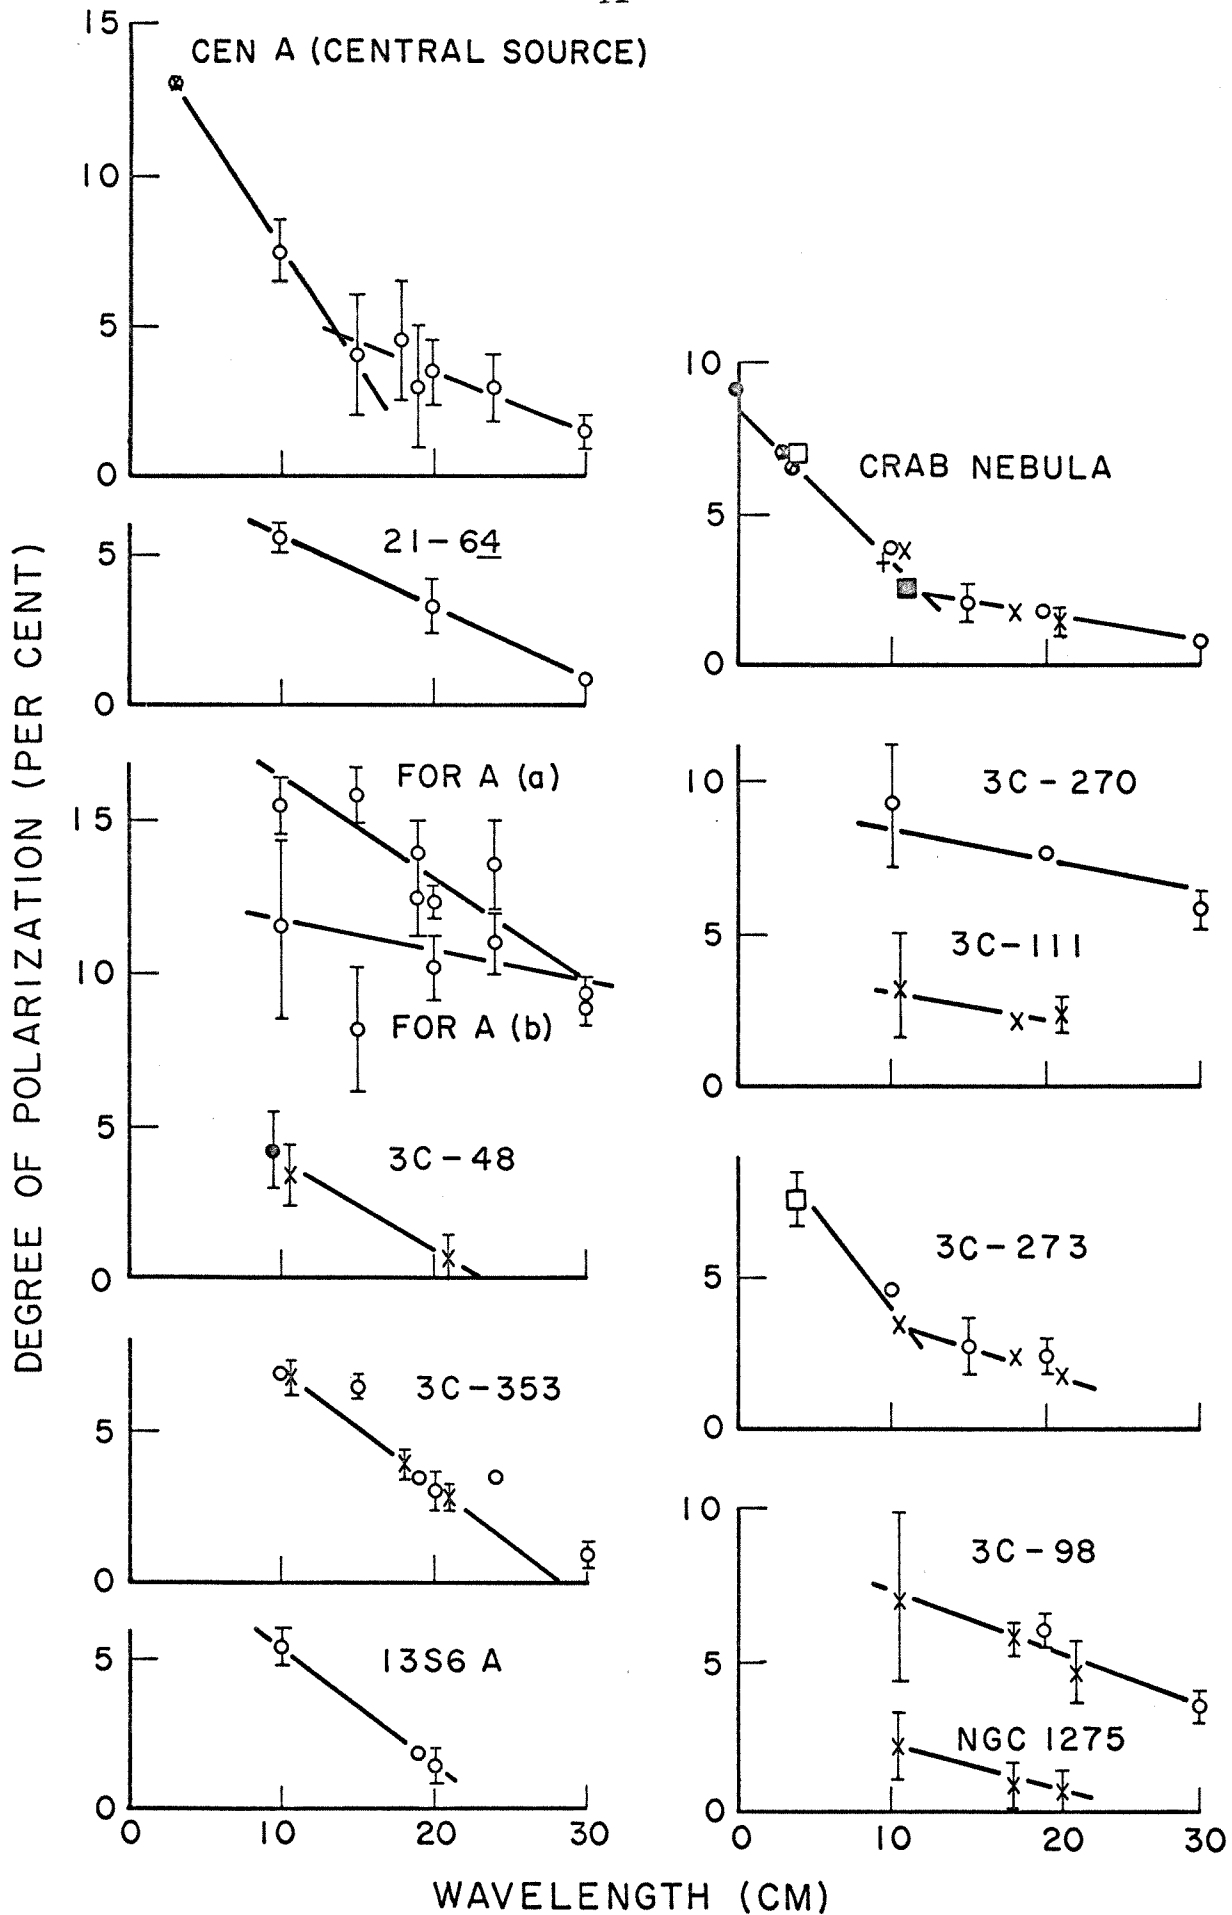 15
CEN A (CENTRAL SOURCE)
10
5
0
21-64
5
0
FOR A (a)
15
10
FOR A (b)
5
3C-48
0
3C-353
5
0
13S6 A
5
0
0 10 20 30
10
CRAB NEBULA
5
0
10
3C-270
3C-111
5
0
3C-273
5
0
10
3C-98
5
NGC 1275
0
0 10 20 30
DEGREE OF POLARIZATION (PER CENT)
WAVELENGTH (CM)